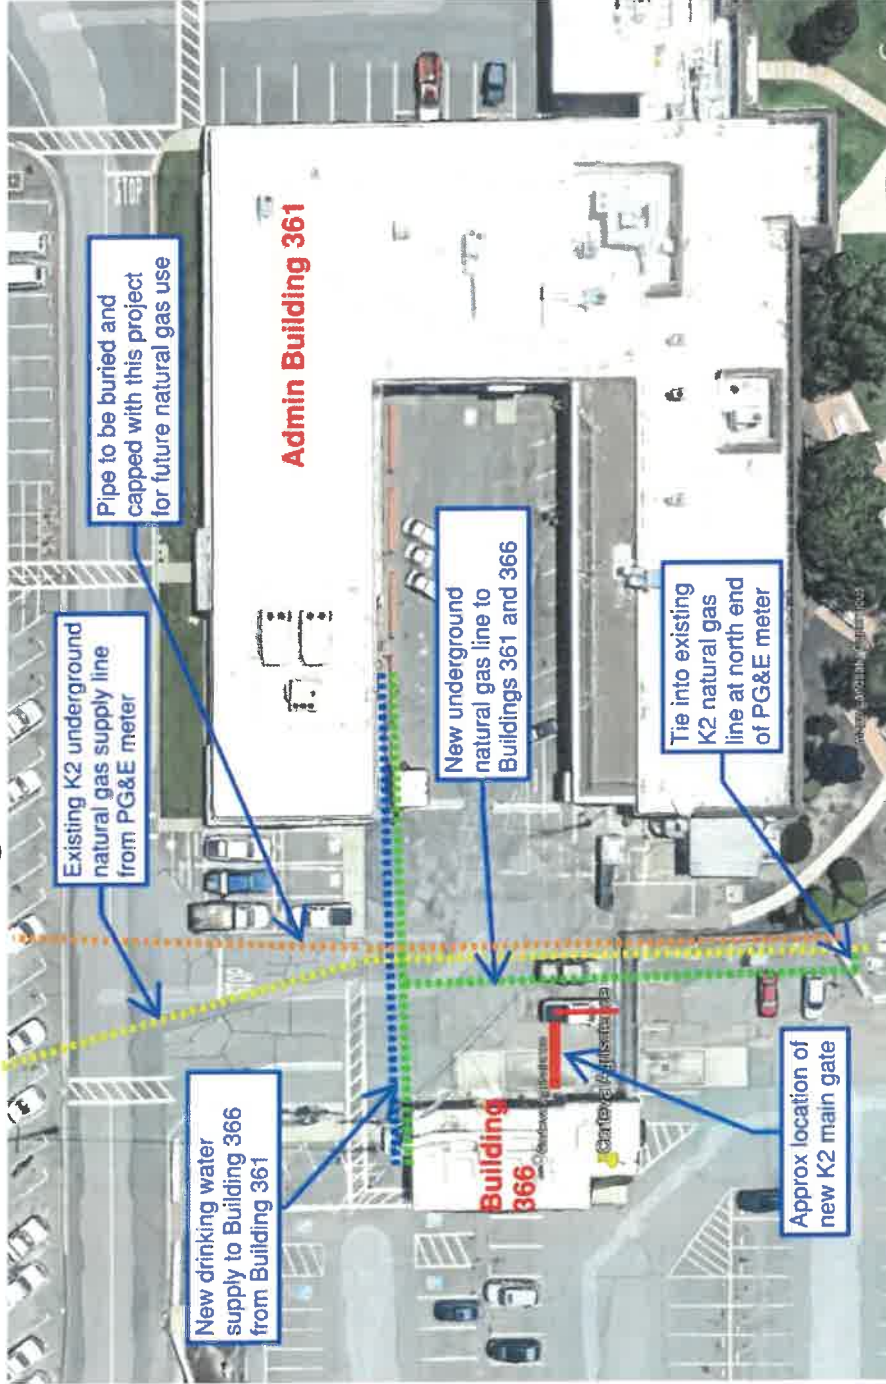 STOP
Pipe to be buried and
capped with this project
for future natural gas use
Admin Building 361
Existing K2 underground
natural gas supply line
from PG&E meter
New underground
natural gas line to
Buildings 361 and 366
Tie into existing
K2 natural gas
line at north end
of PG&E meter
STOP
New drinking water
supply to Building 366
from Building 361
Building
366
Corteva Agriscience
Approx location of
new K2 main gate